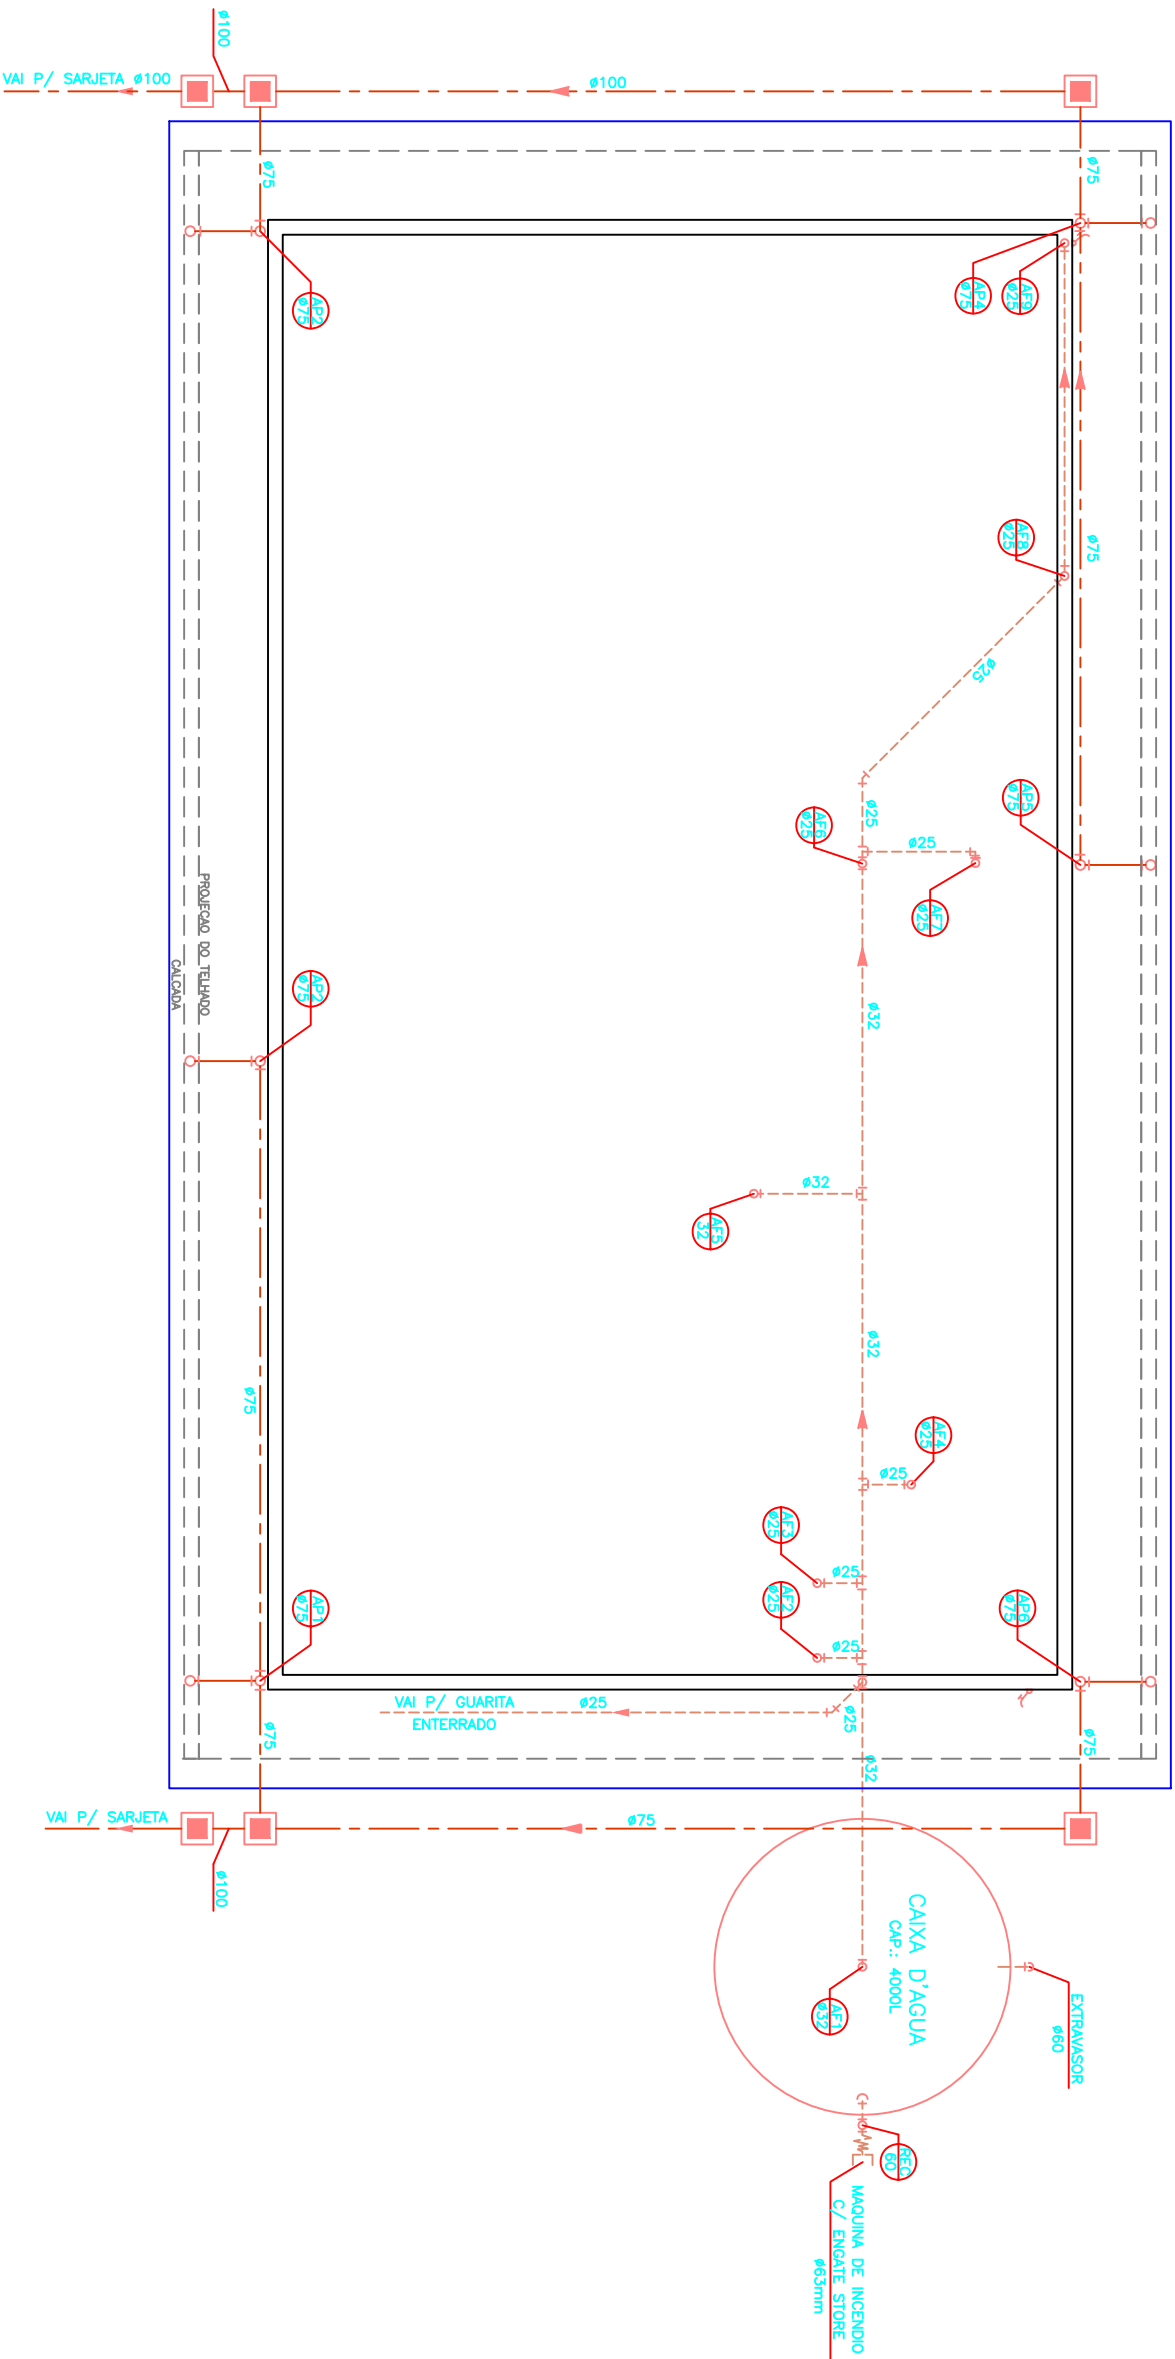 ø100
VAI P/ SARJETA ø100
ø100
ø75
ø75
AP2
ø75
AP4
ø75
AF9
ø25
AF8
ø25
ø75
ø25
AP5
ø75
AF6
ø25
ø25
ø25
AF7
ø25
PROJECAO DO TELHADO
CALCADA
AP2
ø75
ø32
ø32
AF5
32
ø32
ø75
AF4
ø25
ø25
AF3
ø25
ø25
AF2
ø25
ø25
AP1
ø75
AP6
ø75
VAI P/ GUARITA
ENTERRADO
ø25
ø25
ø75
ø75
ø32
VAI P/ SARJETA
ø75
ø100
CAIXA D'AGUA
CAP.: 4000L
AF1
ø32
EXTRAVASOR
ø60
REC
60
MAQUINA DE INCENDIO
C/ ENGATE STORE
ø63mm